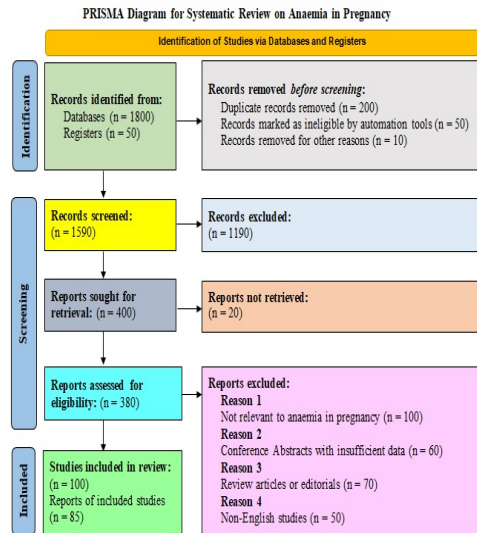 PRISMA Diagram for Systematic Review on Anaemia in Pregnancy
Identification of Studies via Databases and Registers
Identification
Records identified from:
Databases (n = 1800)
Registers (n = 50)
Records removed before screening:
Duplicate records removed (n = 200)
Records marked as ineligible by automation tools (n = 50)
Records removed for other reasons (n = 10)
Screening
Records screened:
(n = 1590)
Records excluded:
(n = 1190)
Reports sought for
retrieval: (n = 400)
Reports not retrieved:
(n = 20)
Reports assessed for
eligibility: (n = 380)
Reports excluded:
Reason 1
Not relevant to anaemia in pregnancy (n = 100)
Reason 2
Conference Abstracts with insufficient data (n = 60)
Reason 3
Review articles or editorials (n = 70)
Reason 4
Non-English studies (n = 50)
Included
Studies included in review:
(n = 100)
Reports of included studies
(n = 85)